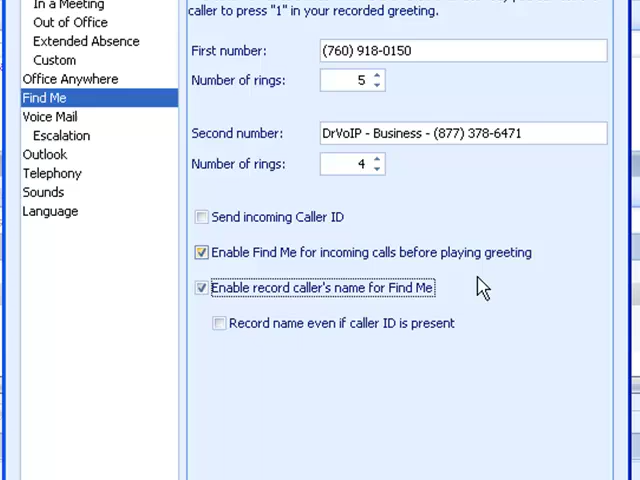 In a Meeting
Out of Office
Extended Absence
Custom
Office Anywhere
Find Me
Voice Mail
Escalation
Outlook
Telephony
Sounds
Language
caller to press "1" in your recorded greeting.
First number: (760) 918-0150
Number of rings: 5
Second number: DrVoIP - Business - (877) 378-6471
Number of rings: 4
Send incoming Caller ID
Enable Find Me for incoming calls before playing greeting
Enable record caller's name for Find Me
Record name even if caller ID is present